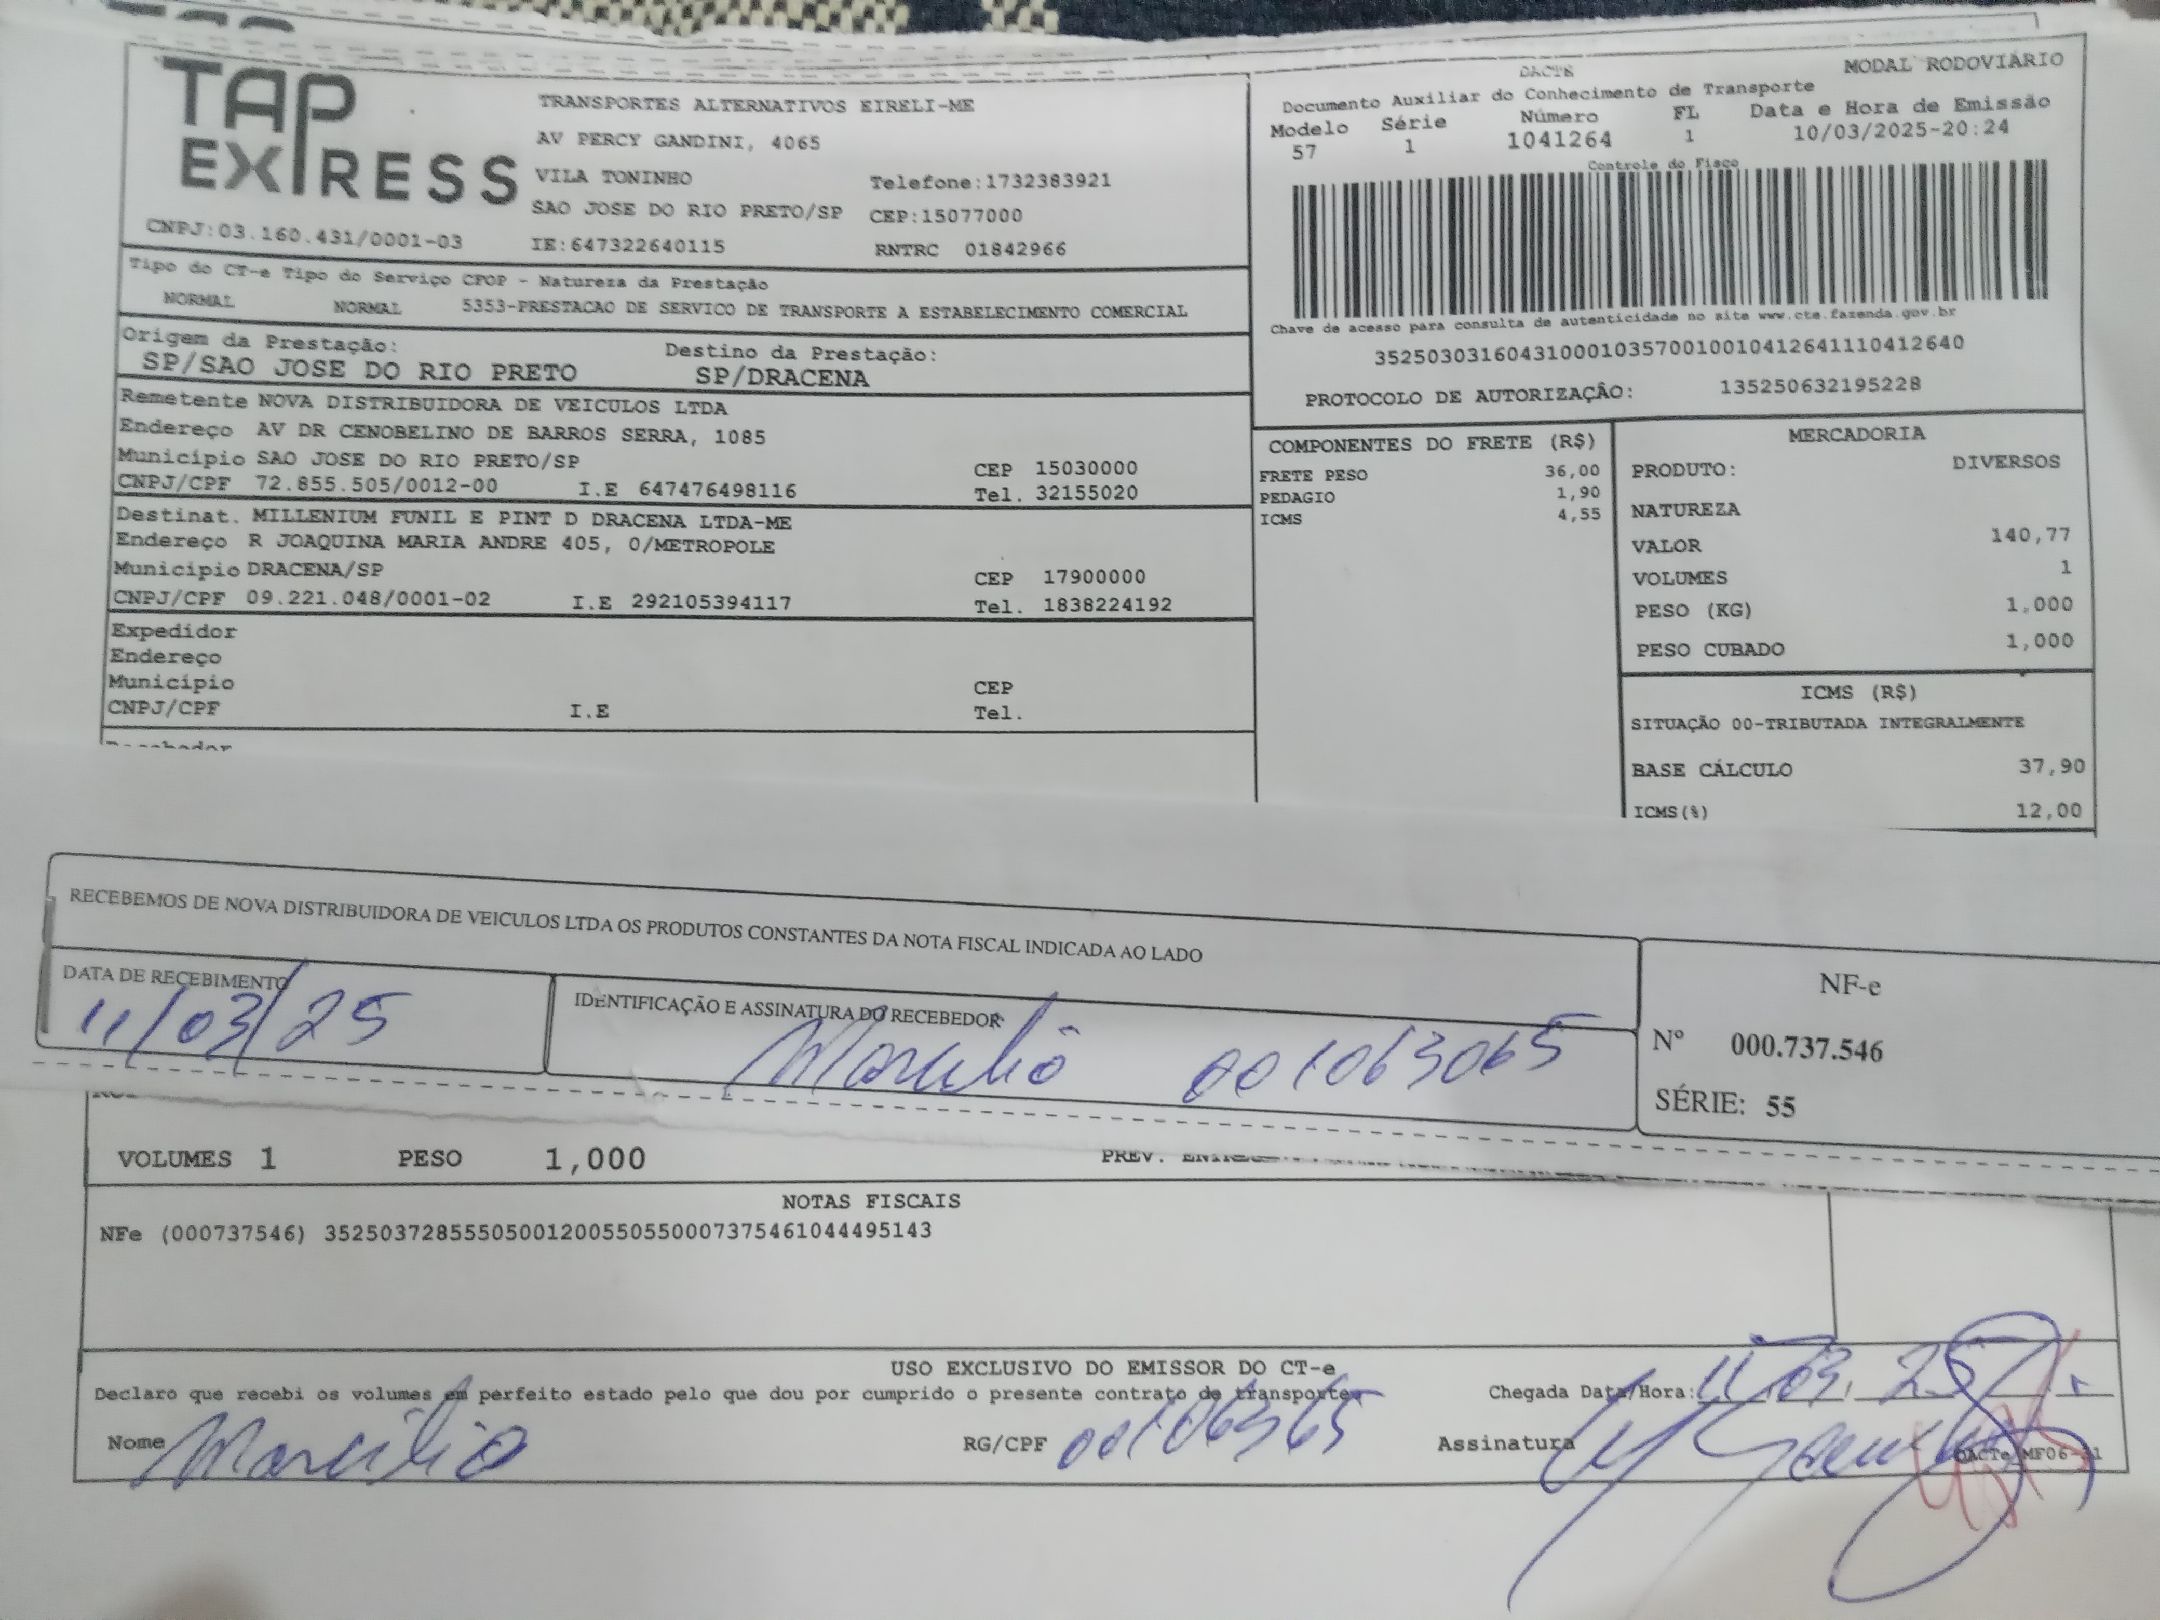 TAP EXPRESS
TRANSPORTES ALTERNATIVOS EIRELI-ME
AV PERCY GANDINI, 4065
VILA TONINHO Telefone:1732383921
SAO JOSE DO RIO PRETO/SP CEP:15077000
CNPJ:03.160.431/0001-03 IE:647322640115 RNTRC 01842966
DACTE MODAL RODOVIÁRIO
Documento Auxiliar do Conhecimento de Transporte
Modelo Série Número FL Data e Hora de Emissão
57 1 1041264 1 10/03/2025-20:24
Controle do Fisco
Chave de acesso para consulta de autenticidade no site www.cte.fazenda.gov.br
35250303160431000103570010010412641110412640
PROTOCOLO DE AUTORIZAÇÃO: 135250632195228
Tipo do CT-e Tipo do Serviço CFOP - Natureza da Prestação
NORMAL NORMAL 5353-PRESTACAO DE SERVICO DE TRANSPORTE A ESTABELECIMENTO COMERCIAL
Origem da Prestação: Destino da Prestação:
SP/SAO JOSE DO RIO PRETO SP/DRACENA
Remetente NOVA DISTRIBUIDORA DE VEICULOS LTDA
Endereço AV DR CENOBELINO DE BARROS SERRA, 1085
Município SAO JOSE DO RIO PRETO/SP CEP 15030000
CNPJ/CPF 72.855.505/0012-00 I.E 647476498116 Tel. 32155020
Destinat. MILLENIUM FUNIL E PINT D DRACENA LTDA-ME
Endereço R JOAQUINA MARIA ANDRE 405, 0/METROPOLE
Município DRACENA/SP CEP 17900000
CNPJ/CPF 09.221.048/0001-02 I.E 292105394117 Tel. 1838224192
Expedidor
Endereço
Município CEP
CNPJ/CPF I.E Tel.
COMPONENTES DO FRETE (R$)
FRETE PESO 36,00
PEDAGIO 1,90
ICMS 4,55
MERCADORIA
PRODUTO: DIVERSOS
NATUREZA
VALOR 140,77
VOLUMES 1
PESO (KG) 1,000
PESO CUBADO 1,000
ICMS (R$)
SITUAÇÃO 00-TRIBUTADA INTEGRALMENTE
BASE CÁLCULO 37,90
ICMS(%) 12,00
RECEBEMOS DE NOVA DISTRIBUIDORA DE VEICULOS LTDA OS PRODUTOS CONSTANTES DA NOTA FISCAL INDICADA AO LADO
DATA DE RECEBIMENTO
11/03/25
IDENTIFICAÇÃO E ASSINATURA DO RECEBEDOR
Marcilio 001063065
NF-e
Nº 000.737.546
SÉRIE: 55
VOLUMES 1 PESO 1,000 PREV.
NOTAS FISCAIS
NFe (000737546) 35250372855505001200550550007375461044495143
USO EXCLUSIVO DO EMISSOR DO CT-e
Declaro que recebi os volumes em perfeito estado pelo que dou por cumprido o presente contrato de transporte
Chegada Data/Hora: 11 03 25
Nome Marcilio RG/CPF Assinatura
DACTe MF06-